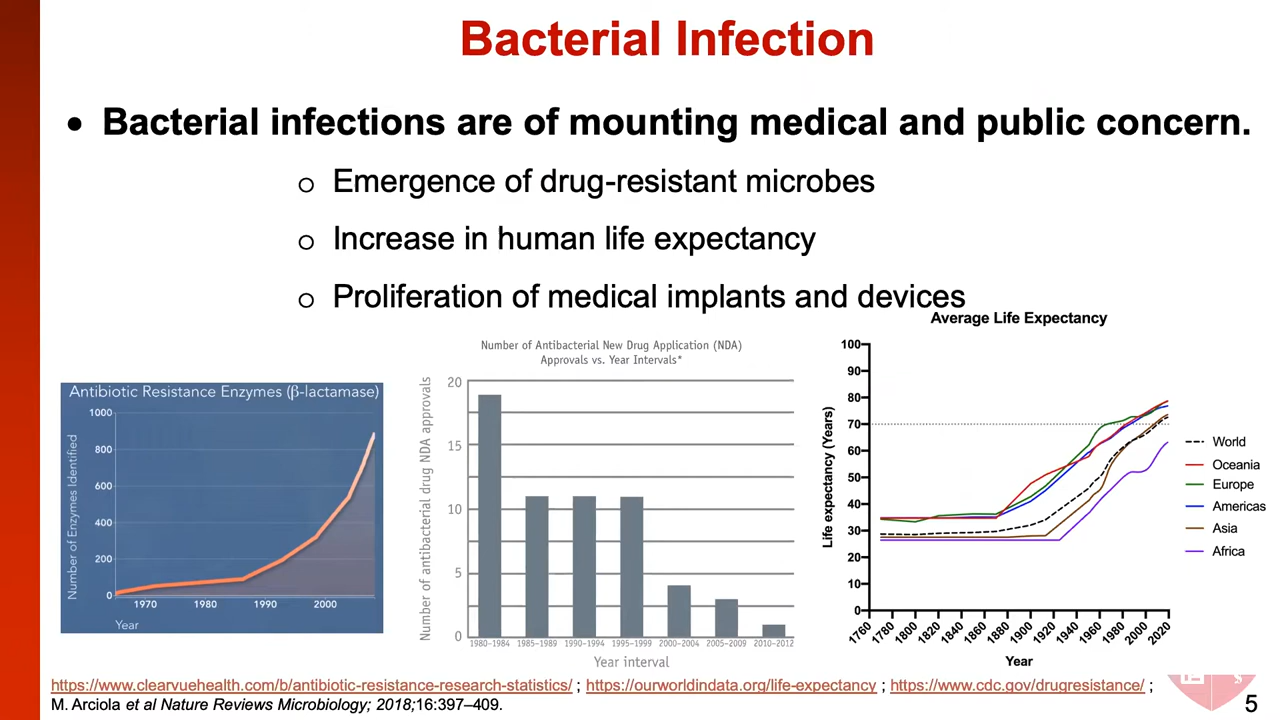 Bacterial Infection
• Bacterial infections are of mounting medical and public concern.
o Emergence of drug-resistant microbes
o Increase in human life expectancy
o Proliferation of medical implants and devices
Antibiotic Resistance Enzymes (β-lactamase)
Number of Enzymes Identified
1000
800
600
400
200
0
1970 1980 1990 2000
Year
Number of Antibacterial New Drug Application (NDA)
Approvals vs. Year Intervals*
Number of antibacterial drug NDA approvals
20
15
10
5
0
1980–1984 1985–1989 1990–1994 1995–1999 2000–2004 2005–2009 2010–2012
Year interval
Average Life Expectancy
Life expectancy (Years)
100
90
80
70
60
50
40
30
20
10
0
1760 1780 1800 1820 1840 1860 1880 1900 1920 1940 1960 1980 2000 2020
Year
World
Oceania
Europe
Americas
Asia
Africa
https://www.clearvuehealth.com/b/antibiotic-resistance-research-statistics/ ; https://ourworldindata.org/life-expectancy ; https://www.cdc.gov/drugresistance/ ;
M. Arciola et al Nature Reviews Microbiology; 2018;16:397–409.
5